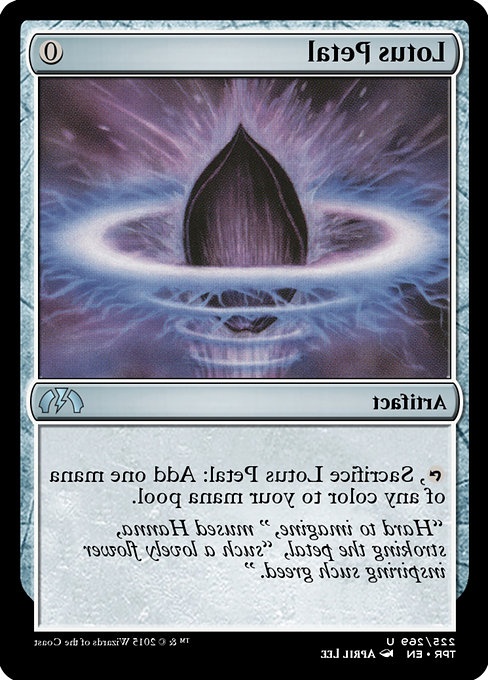 Lotus Petal 0
Artifact
, Sacrifice Lotus Petal: Add one mana
of any color to your mana pool.
“Hard to imagine,” mused Hanna,
stroking the petal, “such a lovely flower
inspiring such greed.”
225/269 U
TPR • EN APRIL LEE
™ & © 2015 Wizards of the Coast